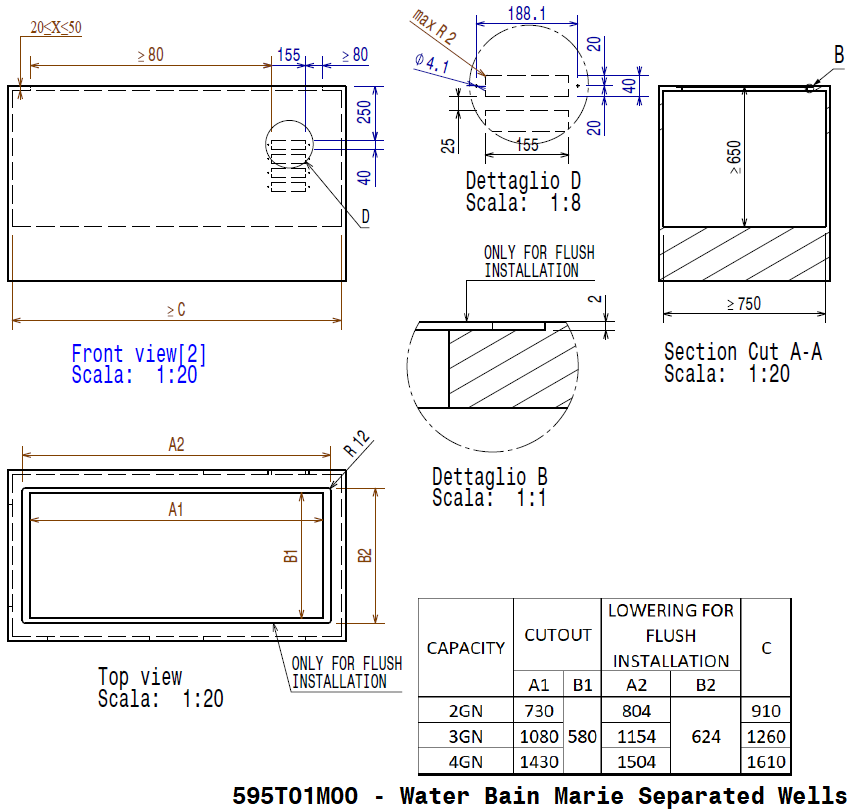 20≤X≤50
≥ 80
155
≥ 80
250
40
D
≥ C
Front view[2]
Scala: 1:20
max R 2
188.1
Φ 4.1
20
40
20
25
155
Dettaglio D
Scala: 1:8
B
≥ 650
≥ 750
Section Cut A-A
Scala: 1:20
ONLY FOR FLUSH
INSTALLATION
2
Dettaglio B
Scala: 1:1
A2
R 12
A1
B1
B2
ONLY FOR FLUSH
INSTALLATION
Top view
Scala: 1:20
CAPACITY CUTOUT LOWERING FOR FLUSH INSTALLATION C
A1 B1 A2 B2
2GN 730 804 910
3GN 1080 580 1154 624 1260
4GN 1430 1504 1610
595T01M00 - Water Bain Marie Separated Wells